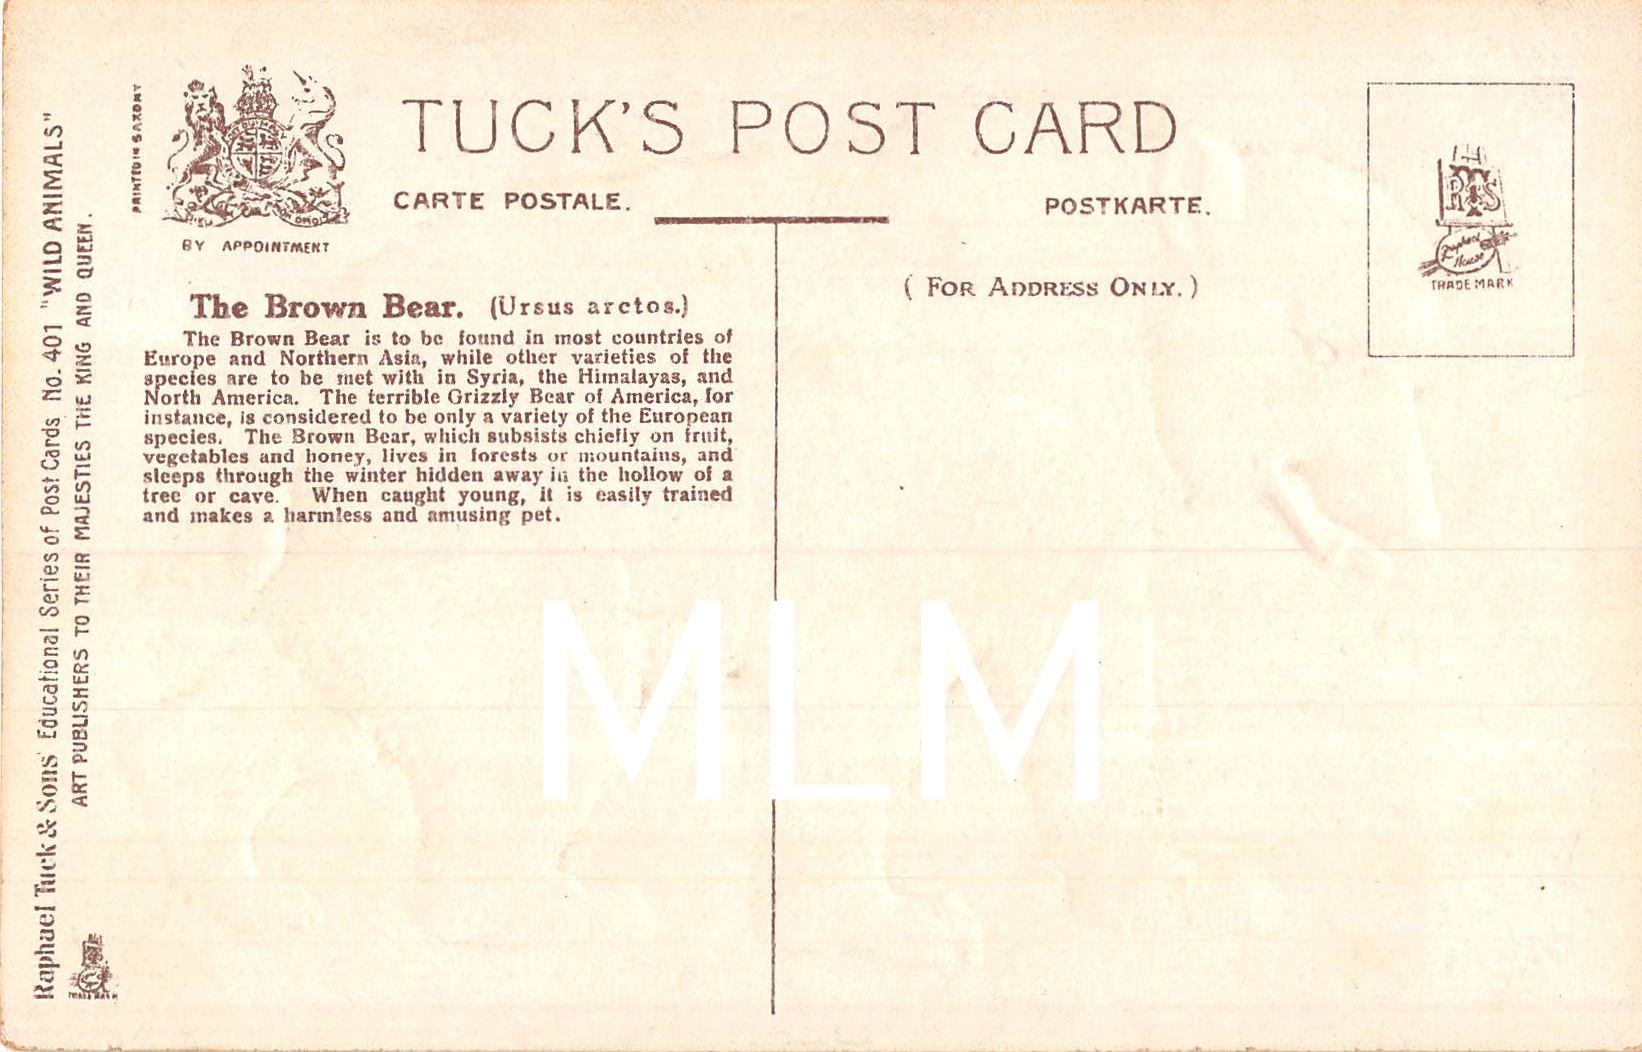 Raphael Tuck & Sons' Educational Series of Post Cards No. 401 "WILD ANIMALS"
ART PUBLISHERS TO THEIR MAJESTIES THE KING AND QUEEN.
TRADE MARK
PRINTED IN SAXONY
BY APPOINTMENT
TUCK'S POST CARD
CARTE POSTALE.
POSTKARTE.
(FOR ADDRESS ONLY.)
RTS
Raphael
House
TRADE MARK
The Brown Bear. (Ursus arctos.)
The Brown Bear is to be found in most countries of
Europe and Northern Asia, while other varieties of the
species are to be met with in Syria, the Himalayas, and
North America. The terrible Grizzly Bear of America, for
instance, is considered to be only a variety of the European
species. The Brown Bear, which subsists chiefly on fruit,
vegetables and honey, lives in forests or mountains, and
sleeps through the winter hidden away in the hollow of a
tree or cave. When caught young, it is easily trained
and makes a harmless and amusing pet.
MLM